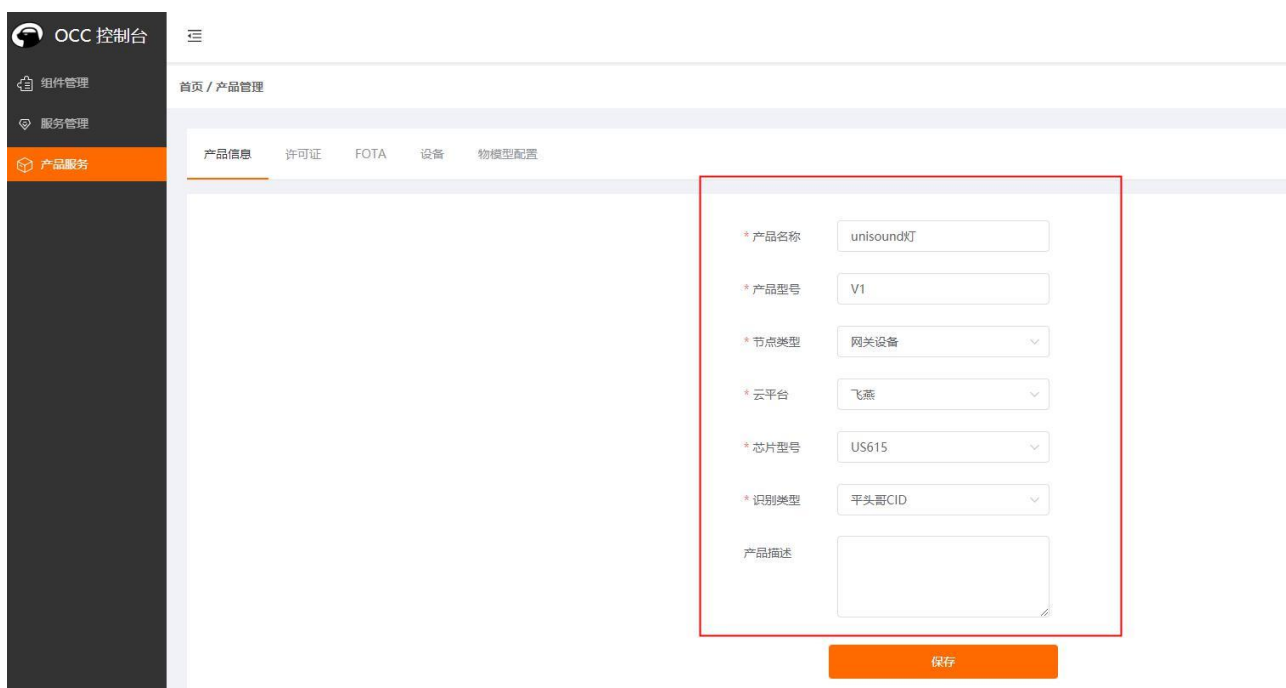 OCC 控制台
组件管理
服务管理
产品服务
首页 / 产品管理
产品信息 许可证 FOTA 设备 物模型配置
* 产品名称 unisound灯
* 产品型号 V1
* 节点类型 网关设备
* 云平台 飞燕
* 芯片型号 US615
* 识别类型 平头哥CID
产品描述
保存